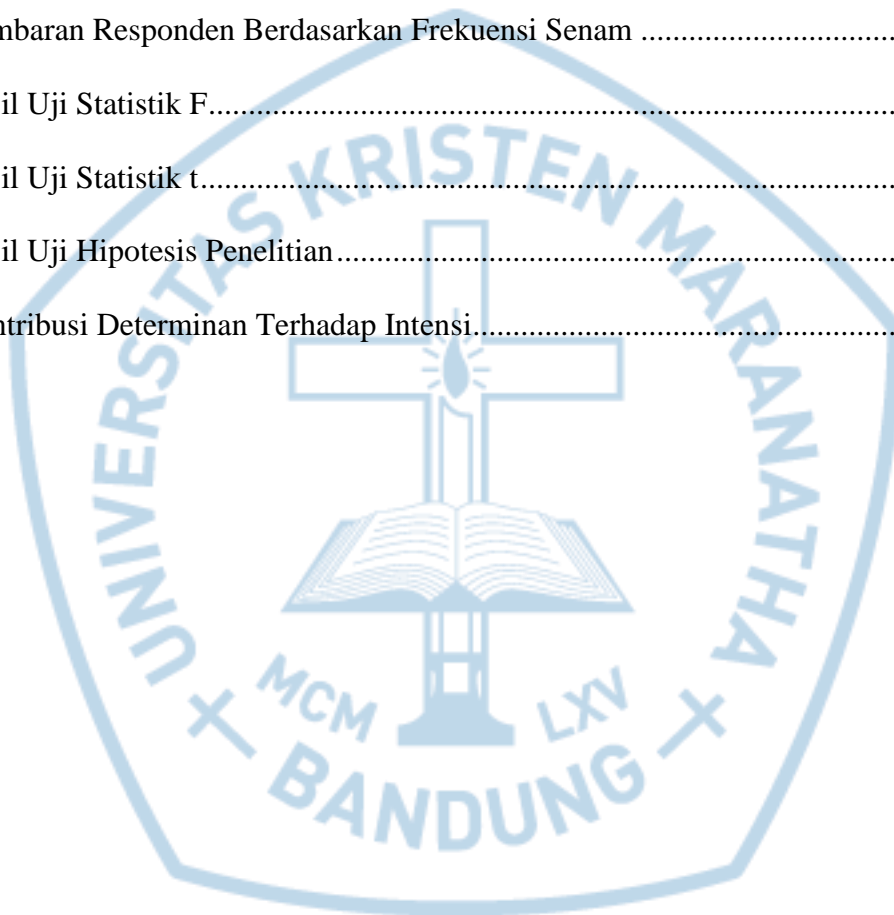 mbaran Responden Berdasarkan Frekuensi Senam ................................
il Uji Statistik F.....................................................................................
il Uji Statistik t......................................................................................
il Uji Hipotesis Penelitian......................................................................
ntribusi Determinan Terhadap Intensi.....................................................
UNIVERSITAS KRISTEN MARANATHA
MCM LXV
BANDUNG